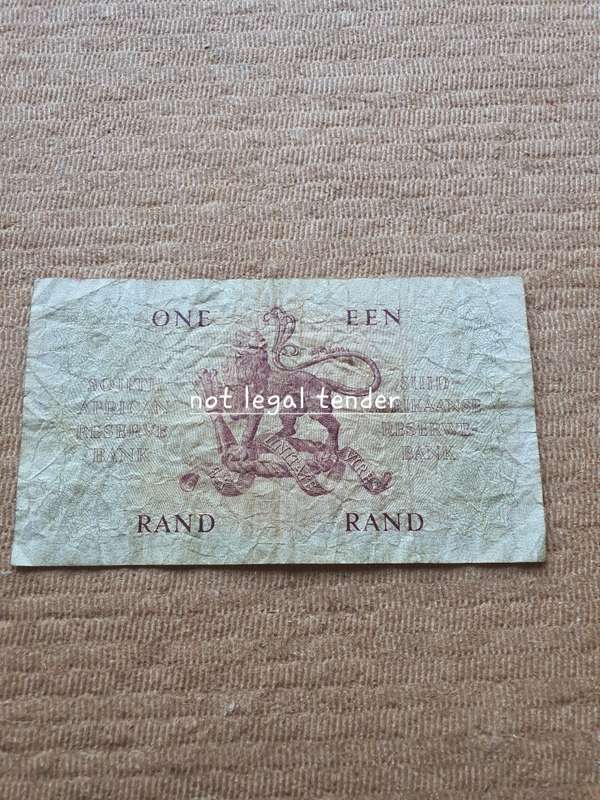 ONE EEN
SOUTH AFRICAN RESERVE BANK
SUID-AFRIKAANSE RESERWE-BANK
not legal tender
RAND RAND